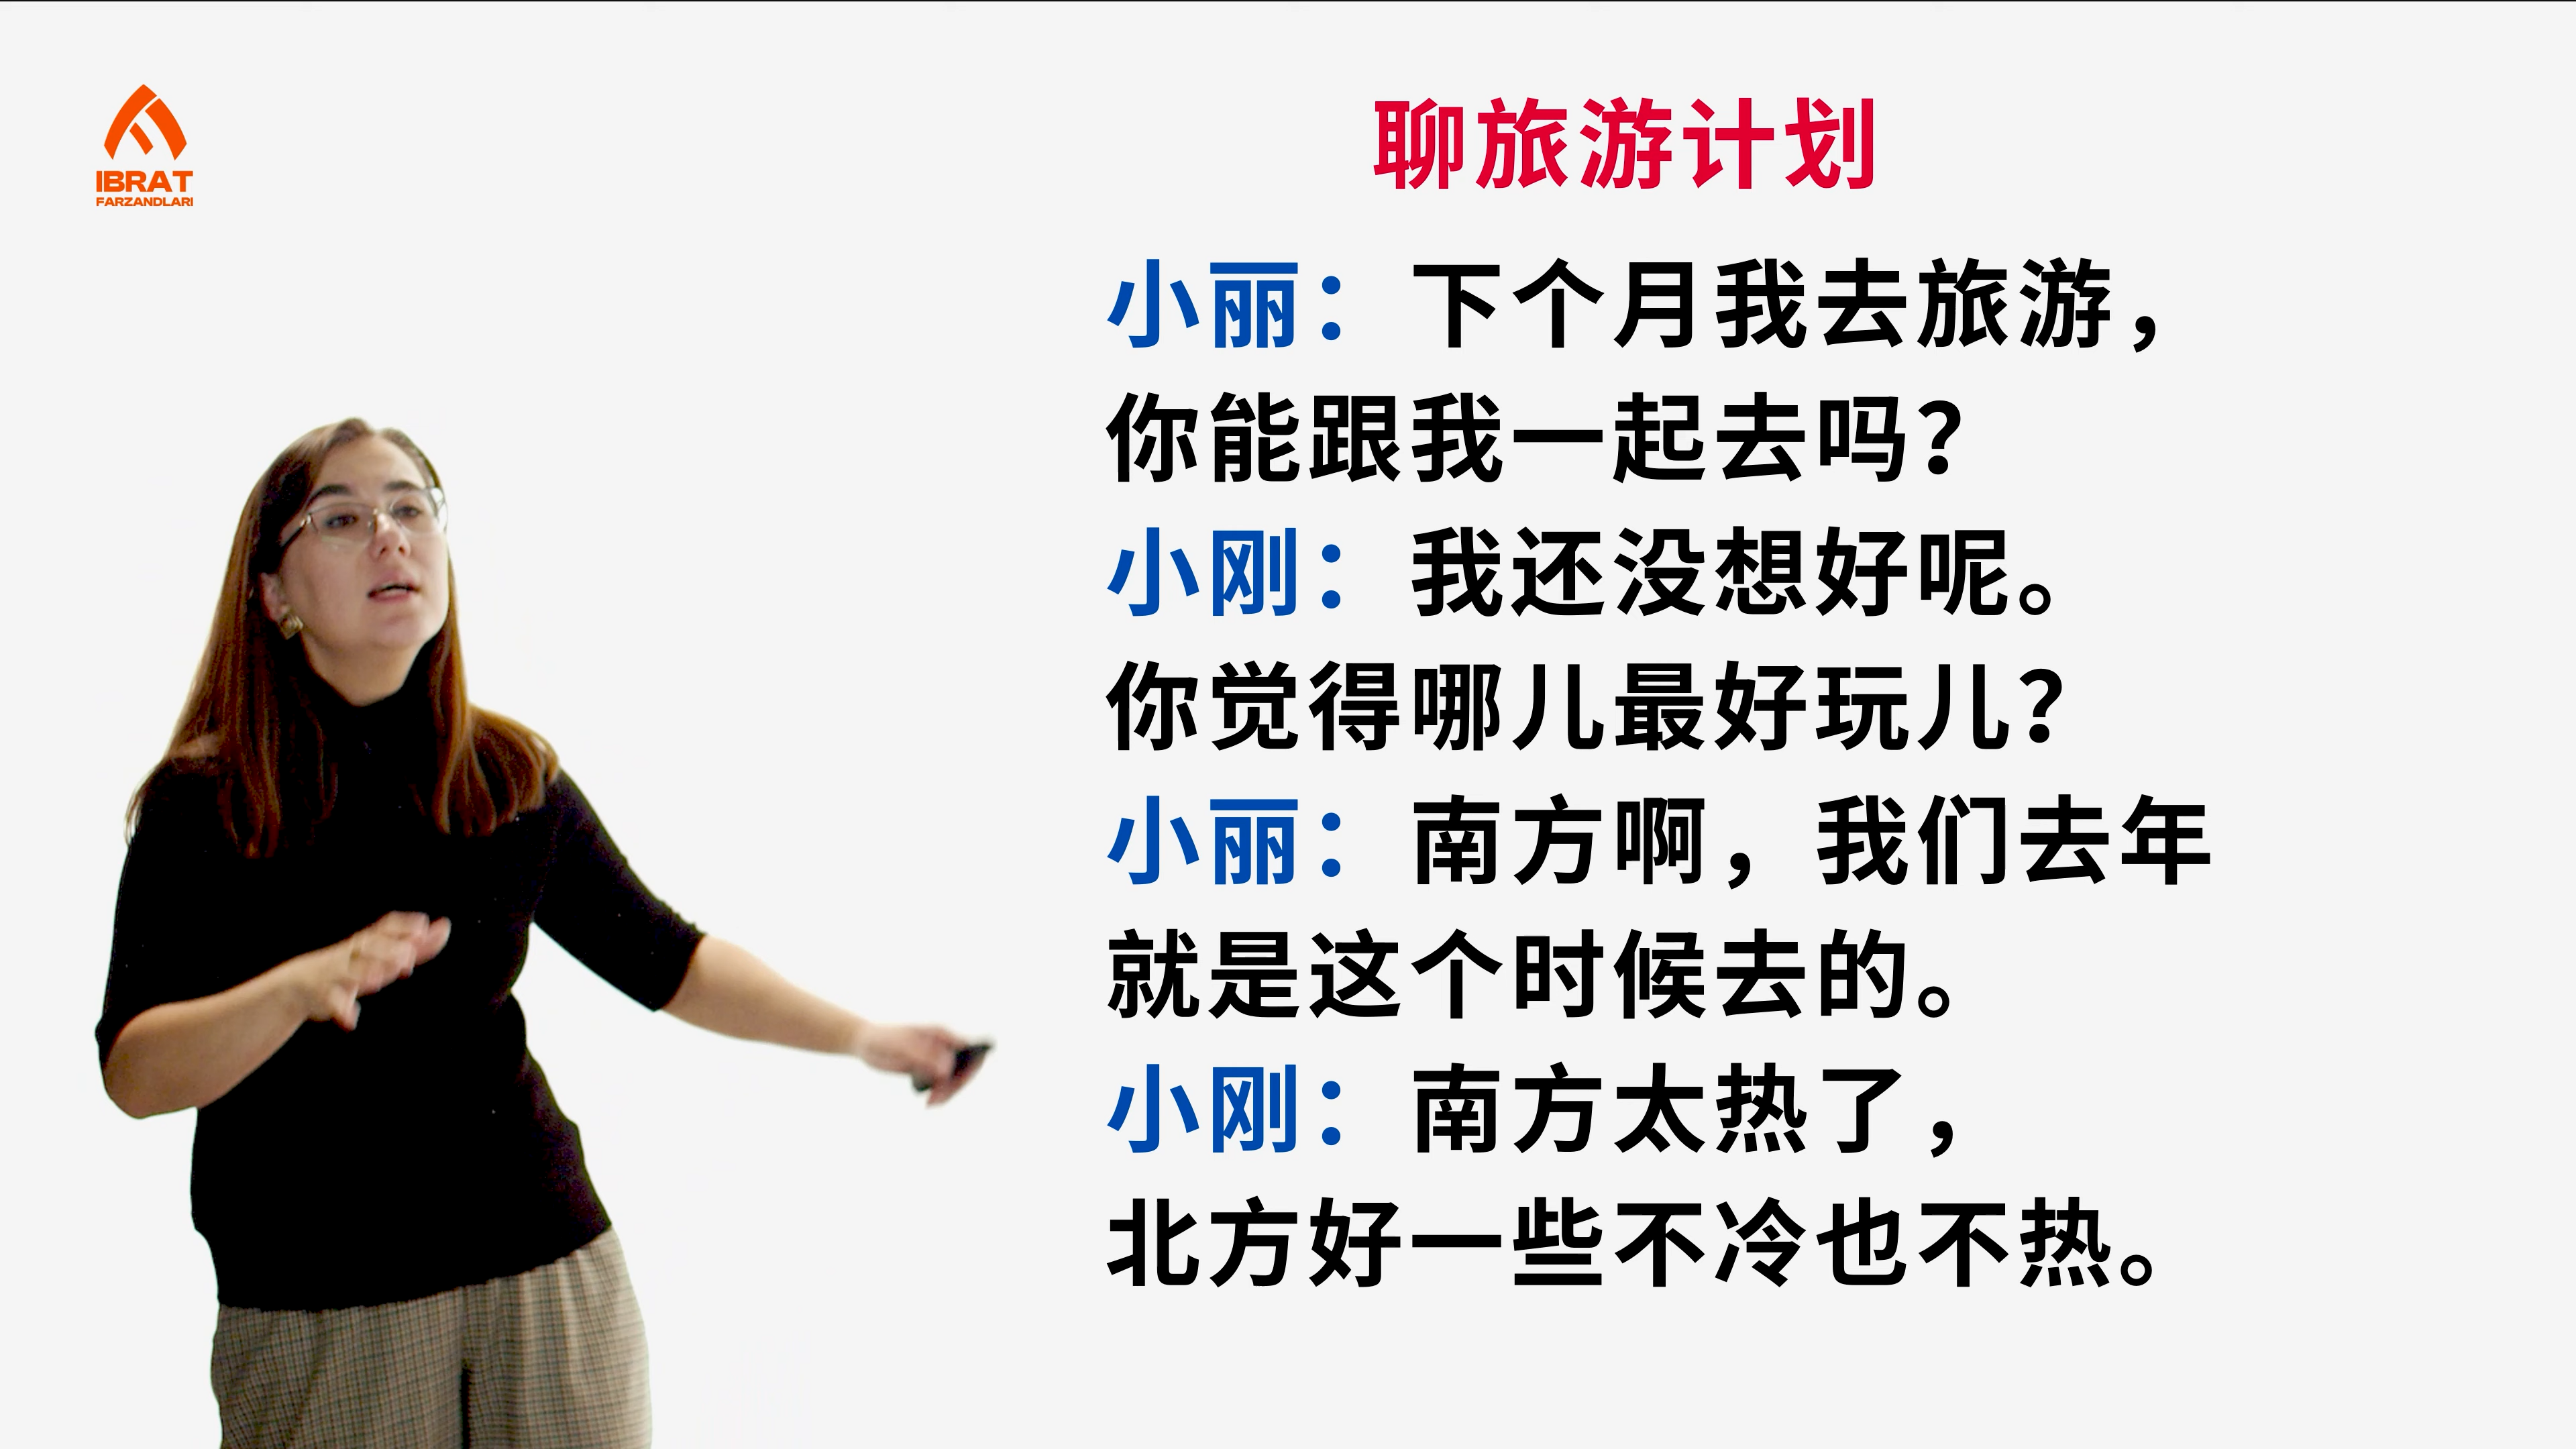 IBRAT
FARZANDLARI
聊旅游计划
小丽：下个月我去旅游，
你能跟我一起去吗？
小刚：我还没想好呢。
你觉得哪儿最好玩儿？
小丽：南方啊，我们去年
就是这个时候去的。
小刚：南方太热了，
北方好一些不冷也不热。